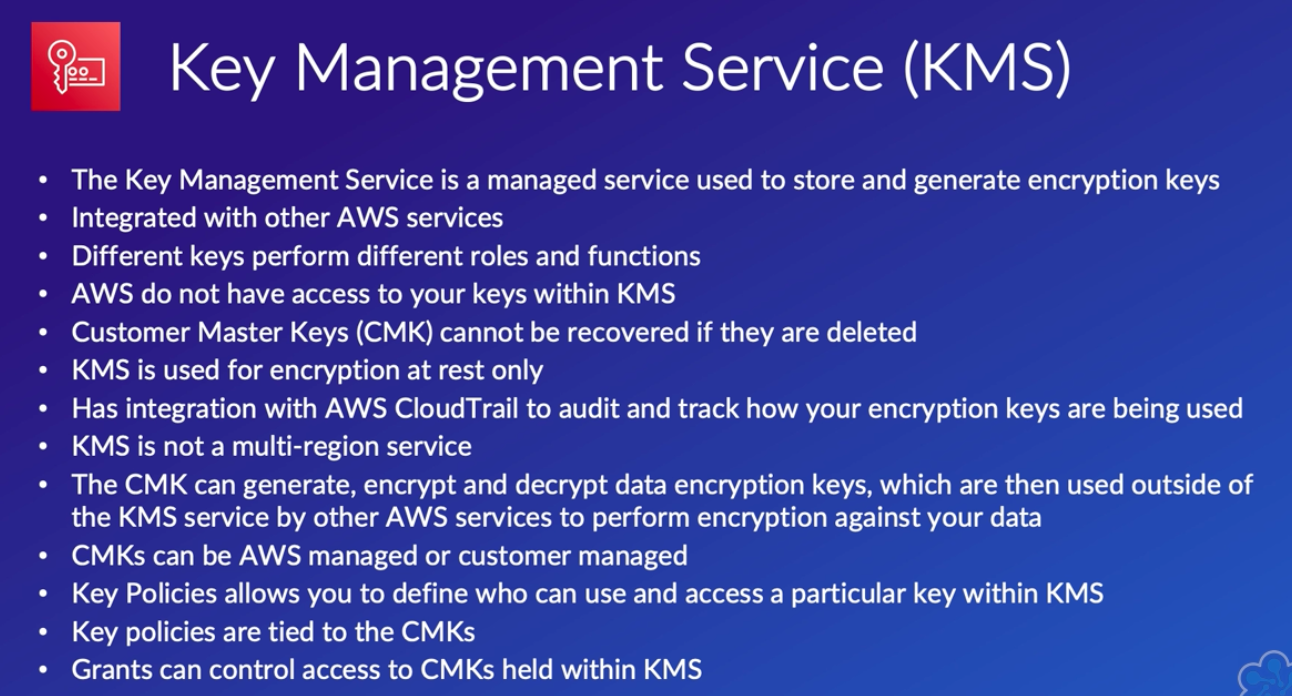 Key Management Service (KMS)
• The Key Management Service is a managed service used to store and generate encryption keys
• Integrated with other AWS services
• Different keys perform different roles and functions
• AWS do not have access to your keys within KMS
• Customer Master Keys (CMK) cannot be recovered if they are deleted
• KMS is used for encryption at rest only
• Has integration with AWS CloudTrail to audit and track how your encryption keys are being used
• KMS is not a multi-region service
• The CMK can generate, encrypt and decrypt data encryption keys, which are then used outside of
the KMS service by other AWS services to perform encryption against your data
• CMKs can be AWS managed or customer managed
• Key Policies allows you to define who can use and access a particular key within KMS
• Key policies are tied to the CMKs
• Grants can control access to CMKs held within KMS